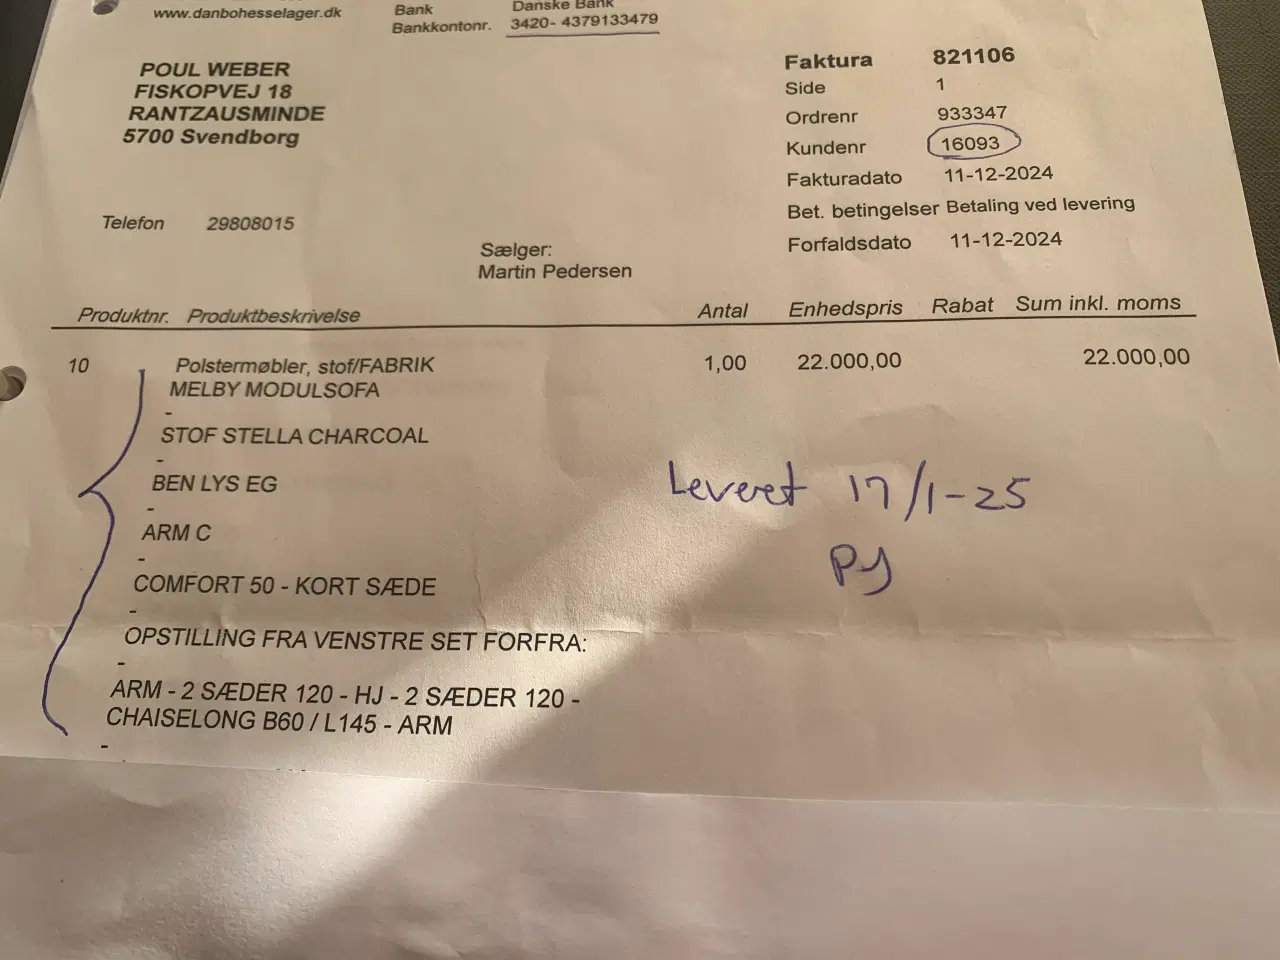 www.danbohesselager.dk
Bank Danske Bank
Bankkontonr. 3420- 4379133479
POUL WEBER
FISKOPVEJ 18
RANTZAUSMINDE
5700 Svendborg
Telefon 29808015
Sælger:
Martin Pedersen
Faktura 821106
Side 1
Ordrenr 933347
Kundenr 16093
Fakturadato 11-12-2024
Bet. betingelser Betaling ved levering
Forfaldsdato 11-12-2024
Produktnr. Produktbeskrivelse Antal Enhedspris Rabat Sum inkl. moms
10 Polstermøbler, stof/FABRIK 1,00 22.000,00 22.000,00
MELBY MODULSOFA
-
STOF STELLA CHARCOAL
-
BEN LYS EG
-
ARM C
-
COMFORT 50 - KORT SÆDE
-
OPSTILLING FRA VENSTRE SET FORFRA:
-
ARM - 2 SÆDER 120 - HJ - 2 SÆDER 120 -
CHAISELONG B60 / L145 - ARM
-
Leveret 17/1-25